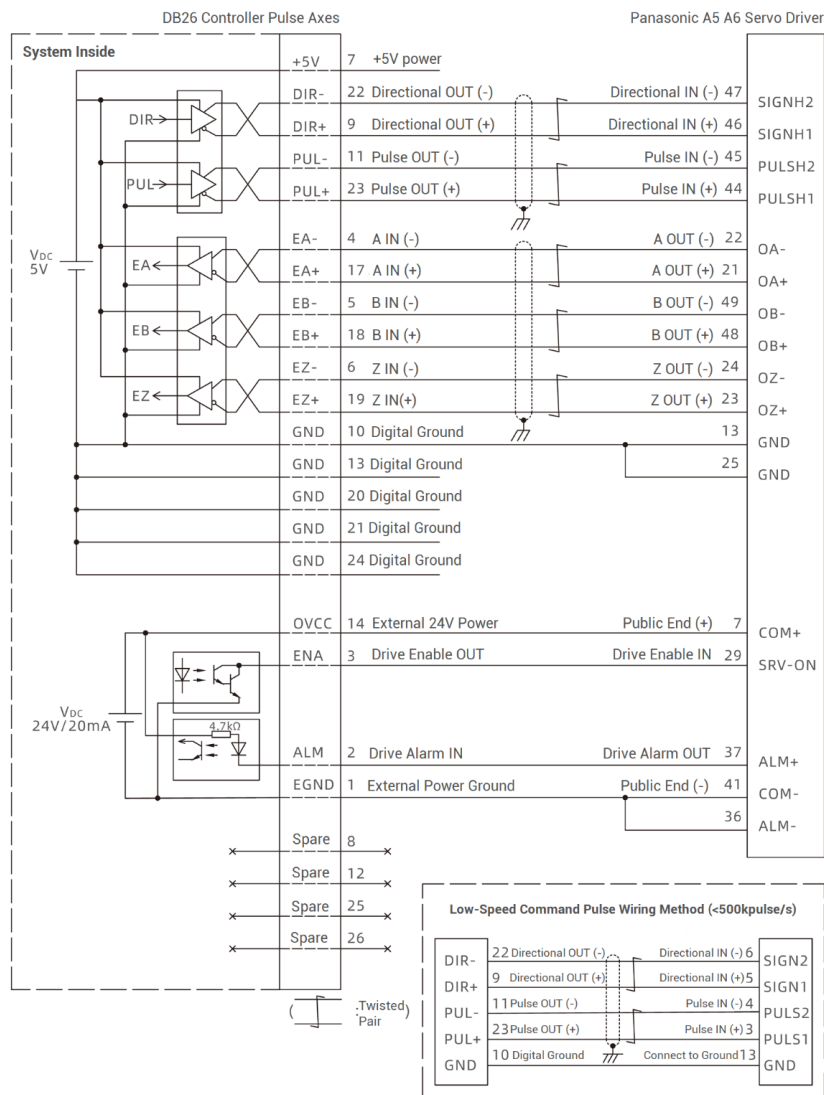 DB26 Controller Pulse Axes
Panasonic A5 A6 Servo Driver
System Inside
+5V 7 +5V power
DIR- 22 Directional OUT (-) Directional IN (-) 47 SIGNH2
DIR
DIR+ 9 Directional OUT (+) Directional IN (+) 46 SIGNH1
PUL- 11 Pulse OUT (-) Pulse IN (-) 45 PULSH2
PUL
PUL+ 23 Pulse OUT (+) Pulse IN (+) 44 PULSH1
EA- 4 A IN (-) A OUT (-) 22 OA-
VDC
5V
EA
EA+ 17 A IN (+) A OUT (+) 21 OA+
EB- 5 B IN (-) B OUT (-) 49 OB-
EB
EB+ 18 B IN (+) B OUT (+) 48 OB+
EZ- 6 Z IN (-) Z OUT (-) 24 OZ-
EZ
EZ+ 19 Z IN(+) Z OUT (+) 23 OZ+
GND 10 Digital Ground 13 GND
GND 13 Digital Ground 25 GND
GND 20 Digital Ground
GND 21 Digital Ground
GND 24 Digital Ground
OVCC 14 External 24V Power Public End (+) 7 COM+
ENA 3 Drive Enable OUT Drive Enable IN 29 SRV-ON
VDC
24V/20mA
4.7kΩ
ALM 2 Drive Alarm IN Drive Alarm OUT 37 ALM+
EGND 1 External Power Ground Public End (-) 41 COM-
36 ALM-
Spare 8
Spare 12
Spare 25
Spare 26
( :Twisted Pair)
Low-Speed Command Pulse Wiring Method (<500kpulse/s)
DIR- 22 Directional OUT (-) Directional IN (-) 6 SIGN2
DIR+ 9 Directional OUT (+) Directional IN (+) 5 SIGN1
PUL- 11 Pulse OUT (-) Pulse IN (-) 4 PULS2
PUL+ 23 Pulse OUT (+) Pulse IN (+) 3 PULS1
GND 10 Digital Ground Connect to Ground 13 GND